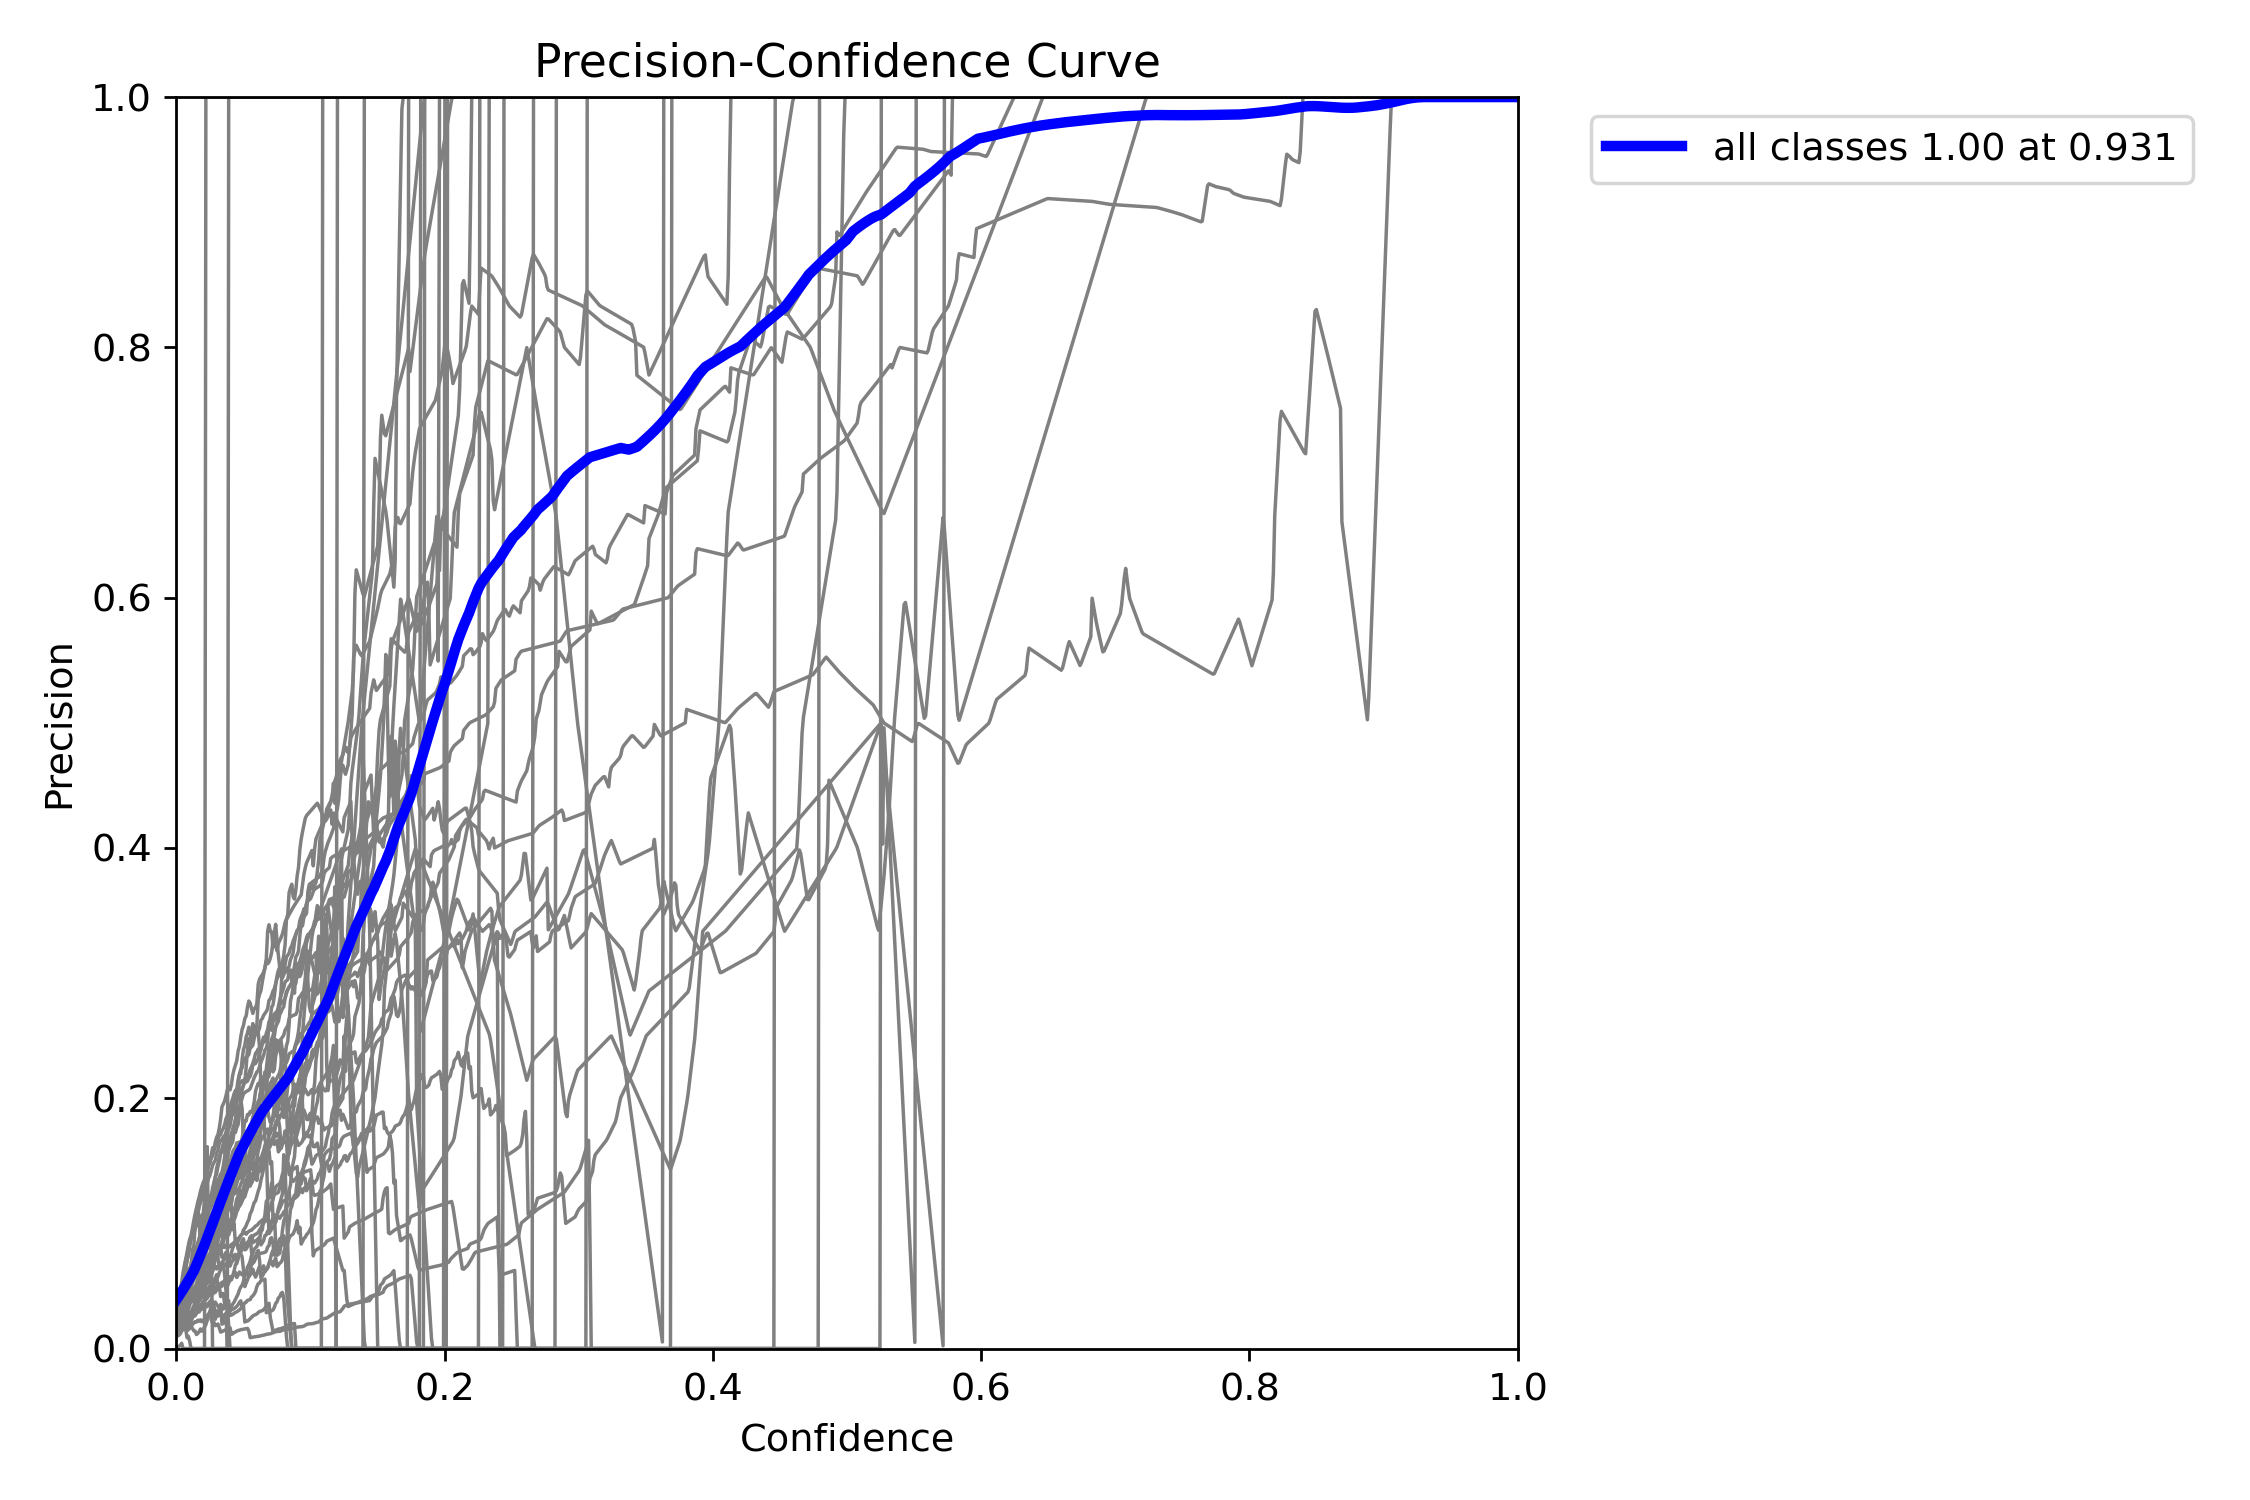 Precision-Confidence Curve
all classes 1.00 at 0.931
1.0
0.8
0.6
0.4
0.2
0.0
Precision
0.0 0.2 0.4 0.6 0.8 1.0
Confidence